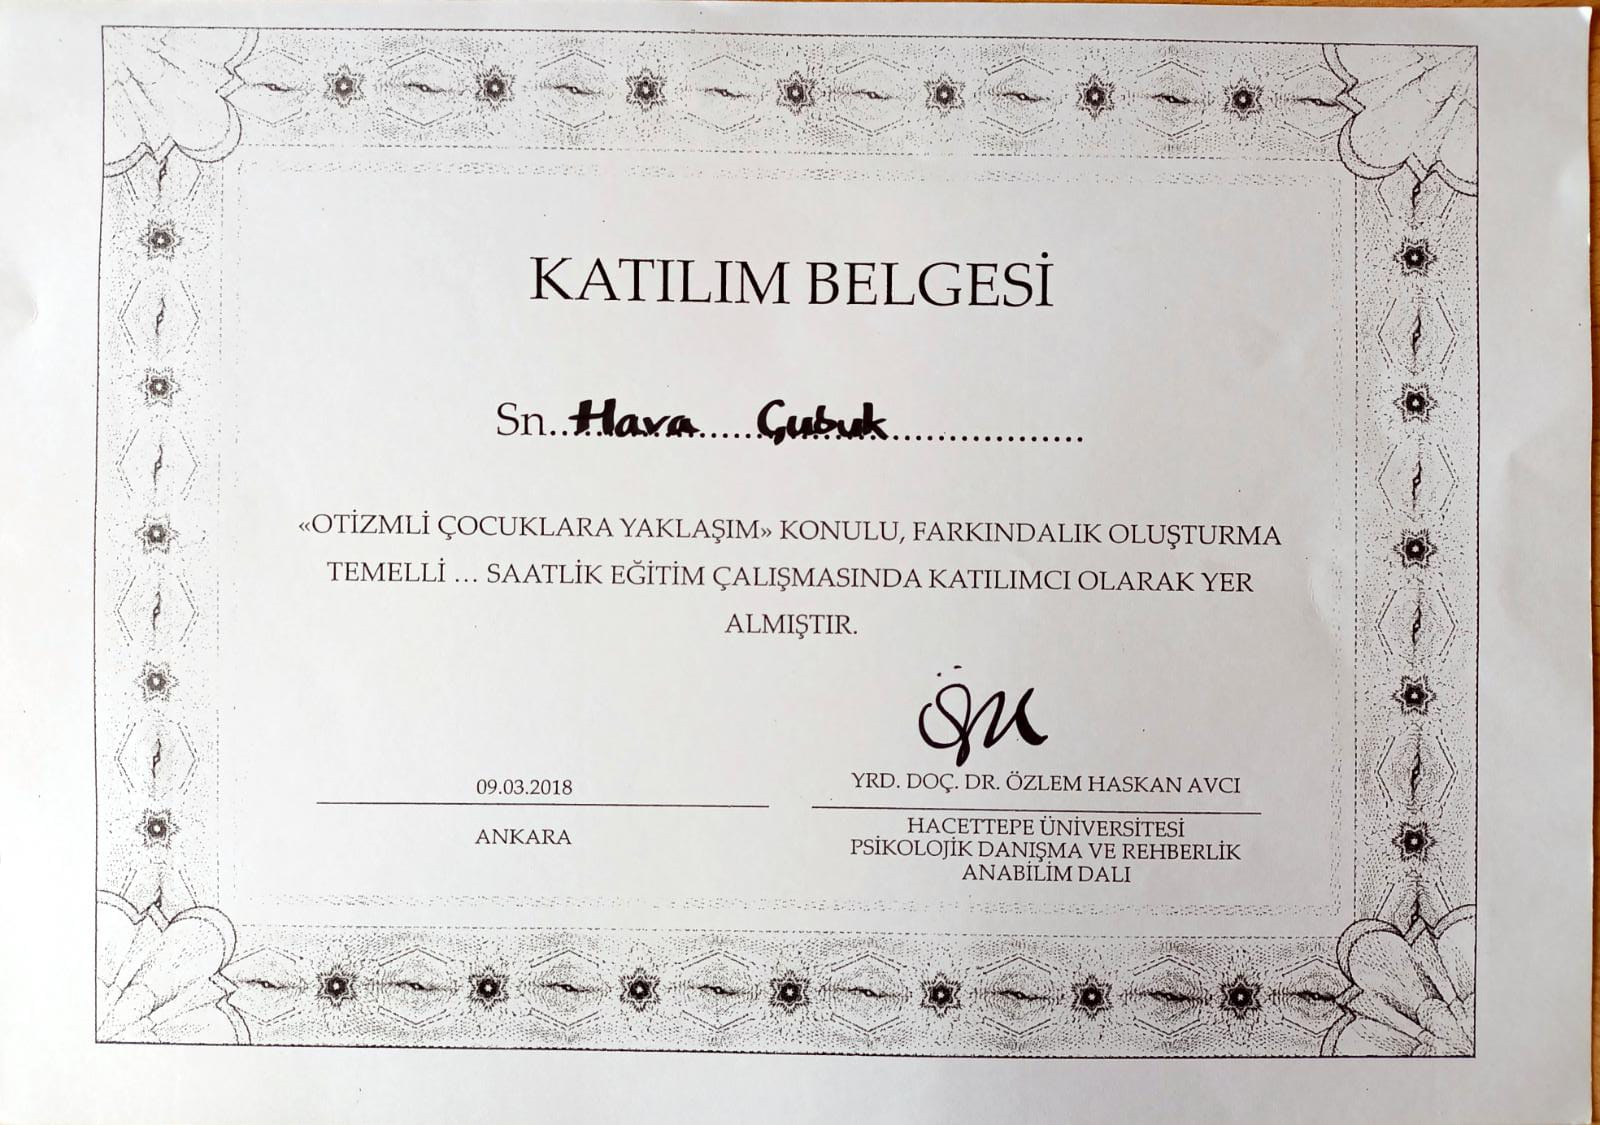 KATILIM BELGESİ
Sn..Hava.....Çubuk...................
«OTİZMLİ ÇOCUKLARA YAKLAŞIM» KONULU, FARKINDALIK OLUŞTURMA
TEMELLİ ... SAATLİK EĞİTİM ÇALIŞMASINDA KATILIMCI OLARAK YER
ALMIŞTIR.
09.03.2018
ANKARA
YRD. DOÇ. DR. ÖZLEM HASKAN AVCI
HACETTEPE ÜNİVERSİTESİ
PSİKOLOJİK DANIŞMA VE REHBERLİK
ANABİLİM DALI